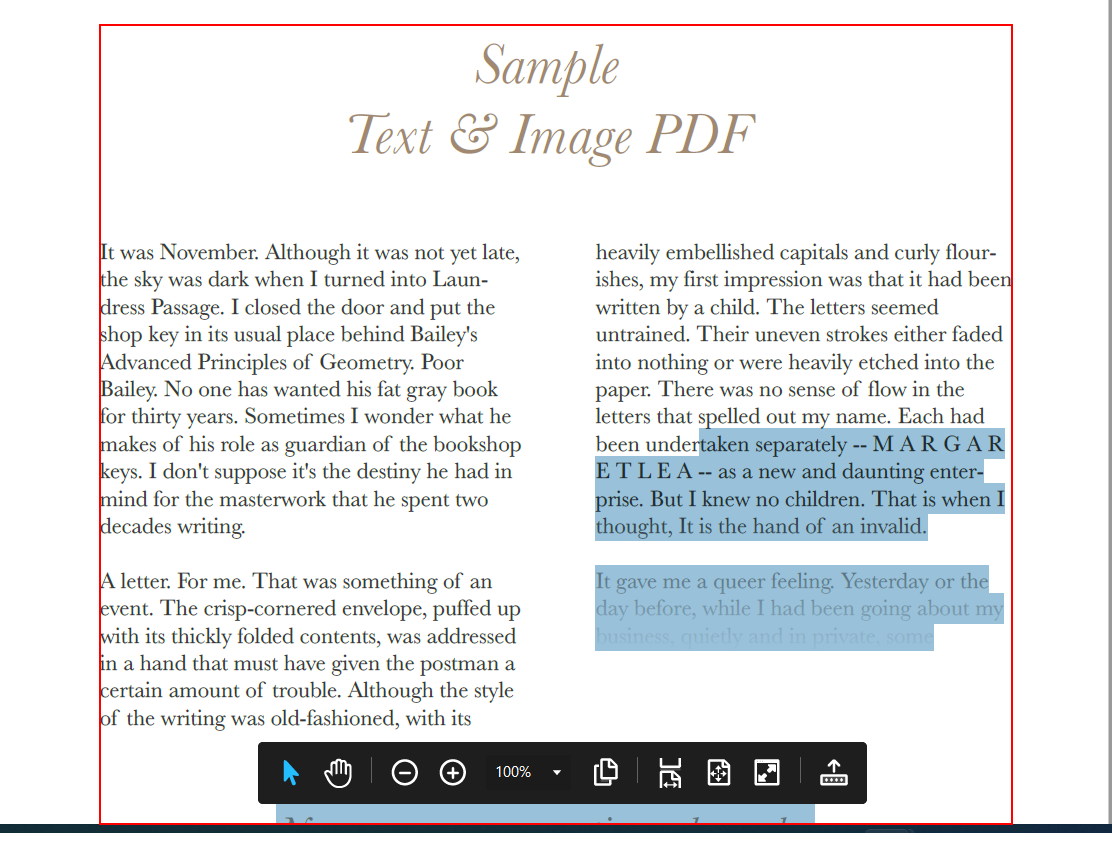 Sample
Text & Image PDF
It was November. Although it was not yet late,
the sky was dark when I turned into Laun-
dress Passage. I closed the door and put the
shop key in its usual place behind Bailey's
Advanced Principles of Geometry. Poor
Bailey. No one has wanted his fat gray book
for thirty years. Sometimes I wonder what he
makes of his role as guardian of the bookshop
keys. I don't suppose it's the destiny he had in
mind for the masterwork that he spent two
decades writing.
A letter. For me. That was something of an
event. The crisp-cornered envelope, puffed up
with its thickly folded contents, was addressed
in a hand that must have given the postman a
certain amount of trouble. Although the style
of the writing was old-fashioned, with its
heavily embellished capitals and curly flour-
ishes, my first impression was that it had been
written by a child. The letters seemed
untrained. Their uneven strokes either faded
into nothing or were heavily etched into the
paper. There was no sense of flow in the
letters that spelled out my name. Each had
been undertaken separately -- M A R G A R
E T L E A -- as a new and daunting enter-
prise. But I knew no children. That is when I
thought, It is the hand of an invalid.
It gave me a queer feeling. Yesterday or the
day before, while I had been going about my
business, quietly and in private, some
100%